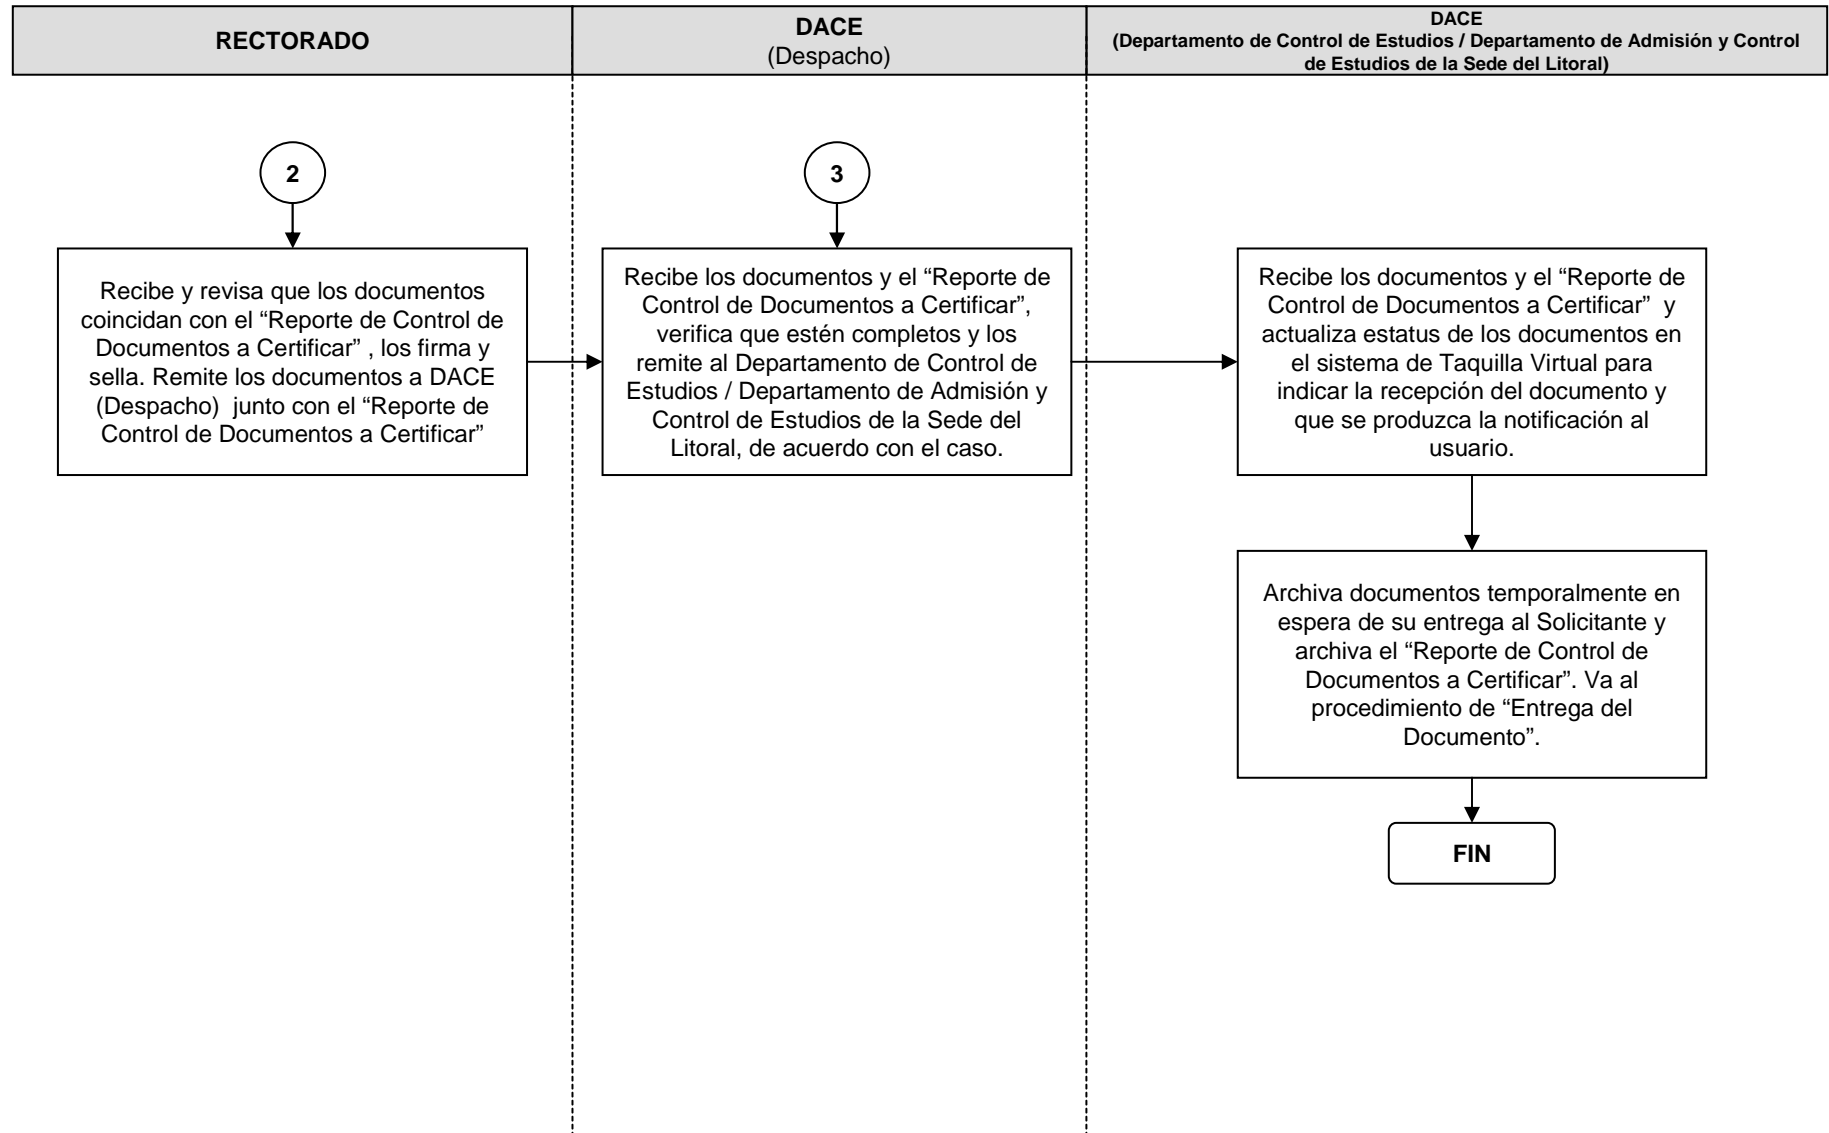 RECTORADO
DACE
(Despacho)
DACE
(Departamento de Control de Estudios / Departamento de Admisión y Control
de Estudios de la Sede del Litoral)
2
Recibe y revisa que los documentos
coincidan con el “Reporte de Control de
Documentos a Certificar” , los firma y
sella. Remite los documentos a DACE
(Despacho) junto con el “Reporte de
Control de Documentos a Certificar”
3
Recibe los documentos y el “Reporte de
Control de Documentos a Certificar”,
verifica que estén completos y los
remite al Departamento de Control de
Estudios / Departamento de Admisión y
Control de Estudios de la Sede del
Litoral, de acuerdo con el caso.
Recibe los documentos y el “Reporte de
Control de Documentos a Certificar” y
actualiza estatus de los documentos en
el sistema de Taquilla Virtual para
indicar la recepción del documento y
que se produzca la notificación al
usuario.
Archiva documentos temporalmente en
espera de su entrega al Solicitante y
archiva el “Reporte de Control de
Documentos a Certificar”. Va al
procedimiento de “Entrega del
Documento”.
FIN